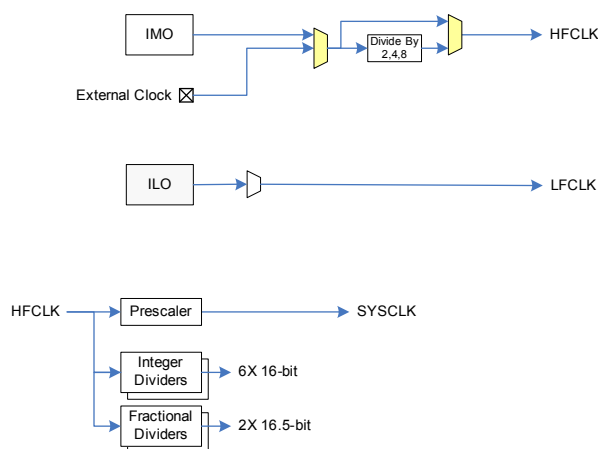 IMO
Divide By
2,4,8
HFCLK
External Clock
ILO
LFCLK
HFCLK
Prescaler
SYSCLK
Integer
Dividers
6X 16-bit
Fractional
Dividers
2X 16.5-bit